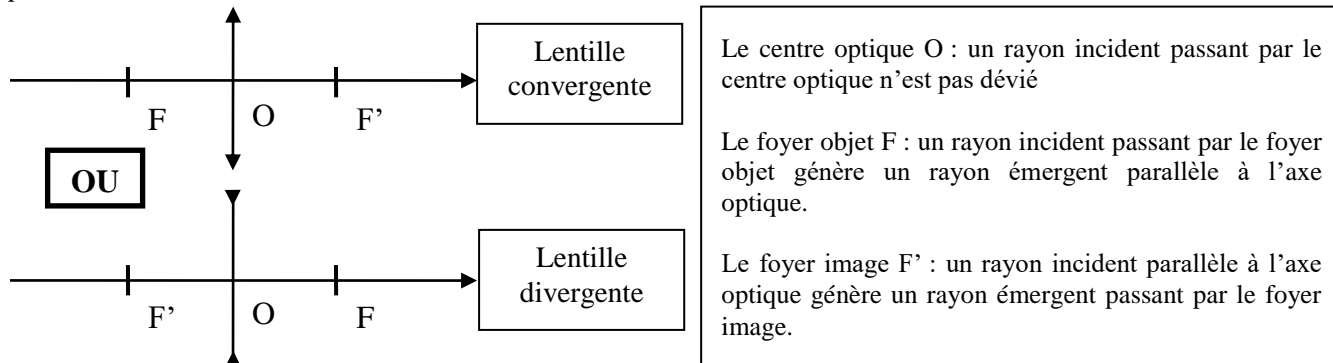 Lentille
convergente
F
O
F’
OU
Lentille
divergente
F’
O
F
Le centre optique O : un rayon incident passant par le
centre optique n’est pas dévié
Le foyer objet F : un rayon incident passant par le foyer
objet génère un rayon émergent parallèle à l’axe
optique.
Le foyer image F’ : un rayon incident parallèle à l’axe
optique génère un rayon émergent passant par le foyer
image.